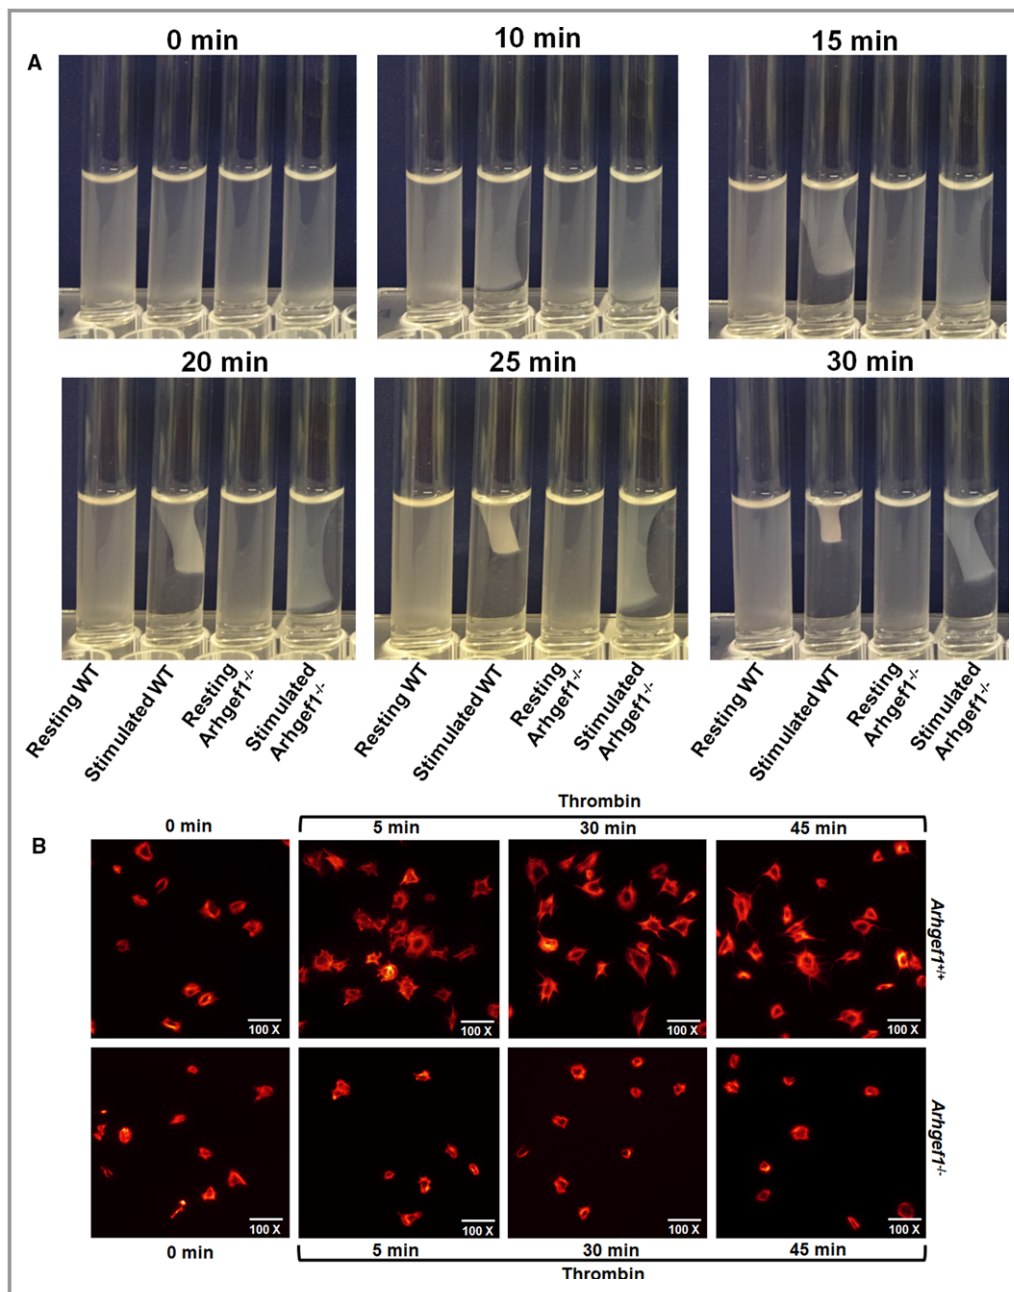 0 min
10 min
15 min
A
20 min
25 min
30 min
Resting WT
Stimulated WT
Resting
Arhgef1-/-
Stimulated
Arhgef1-/-
Resting WT
Stimulated WT
Resting
Arhgef1-/-
Stimulated
Arhgef1-/-
Resting WT
Stimulated WT
Resting
Arhgef1-/-
Stimulated
Arhgef1-/-
Thrombin
0 min
5 min
30 min
45 min
B
Arhgef1+/+
100 X
100 X
100 X
100 X
Arhgef1-/-
100 X
100 X
100 X
100 X
0 min
5 min
30 min
45 min
Thrombin